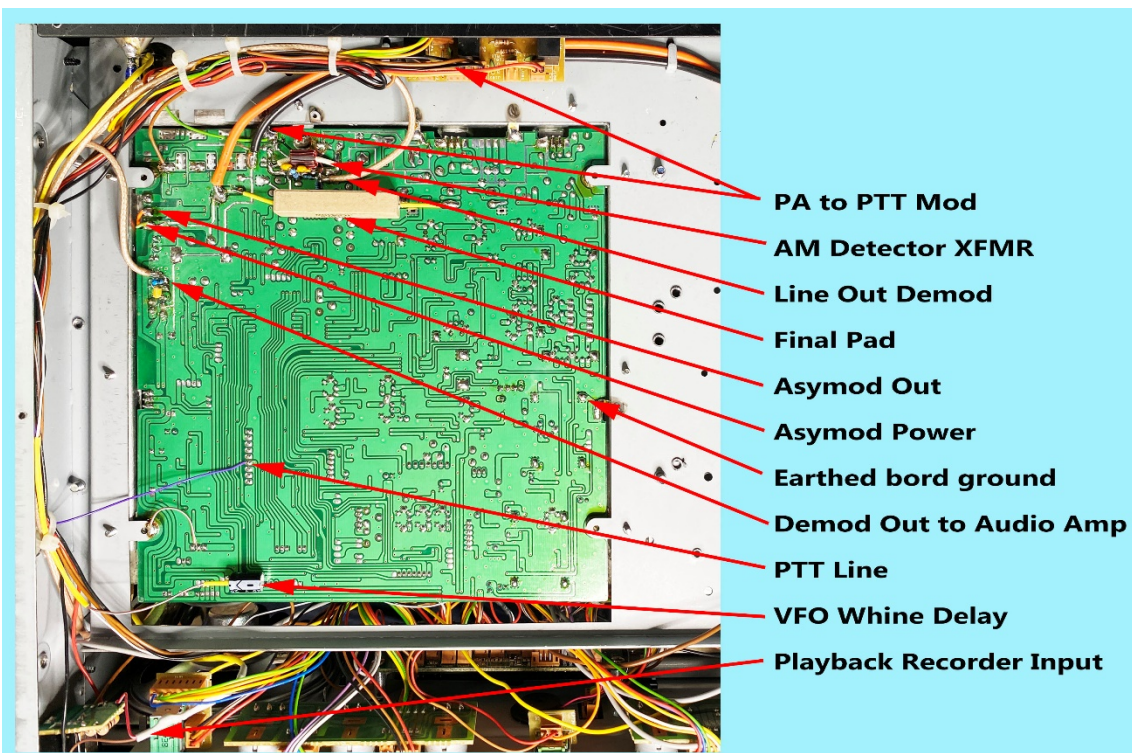 PA to PTT Mod
AM Detector XFMR
Line Out Demod
Final Pad
Asymod Out
Asymod Power
Earthed bord ground
Demod Out to Audio Amp
PTT Line
VFO Whine Delay
Playback Recorder Input